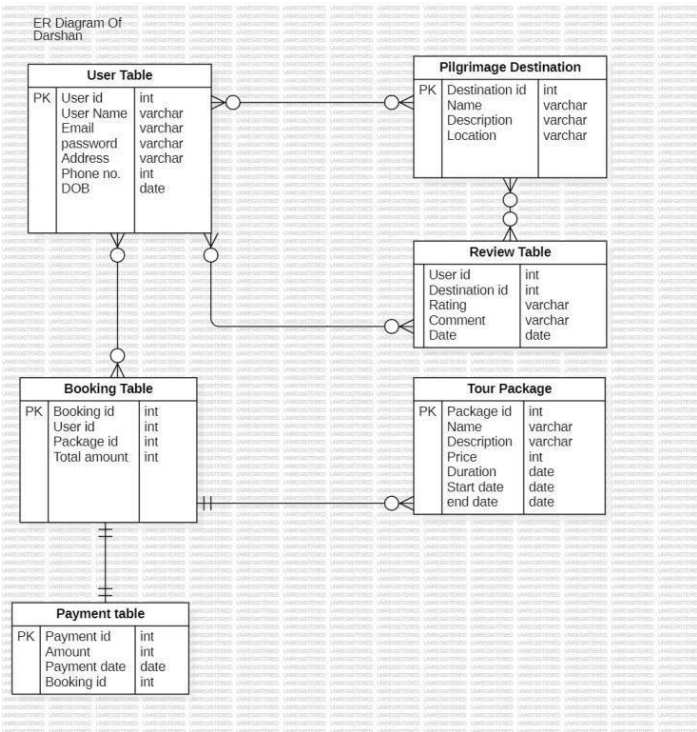 ER Diagram Of
Darshan
User Table
PK User id int
User Name varchar
Email varchar
password varchar
Address varchar
Phone no. int
DOB date
Pilgrimage Destination
PK Destination id int
Name varchar
Description varchar
Location varchar
Review Table
User id int
Destination id int
Rating varchar
Comment varchar
Date date
Booking Table
PK Booking id int
User id int
Package id int
Total amount int
Tour Package
PK Package id int
Name varchar
Description varchar
Price int
Duration date
Start date date
end date date
Payment table
PK Payment id int
Amount int
Payment date date
Booking id int